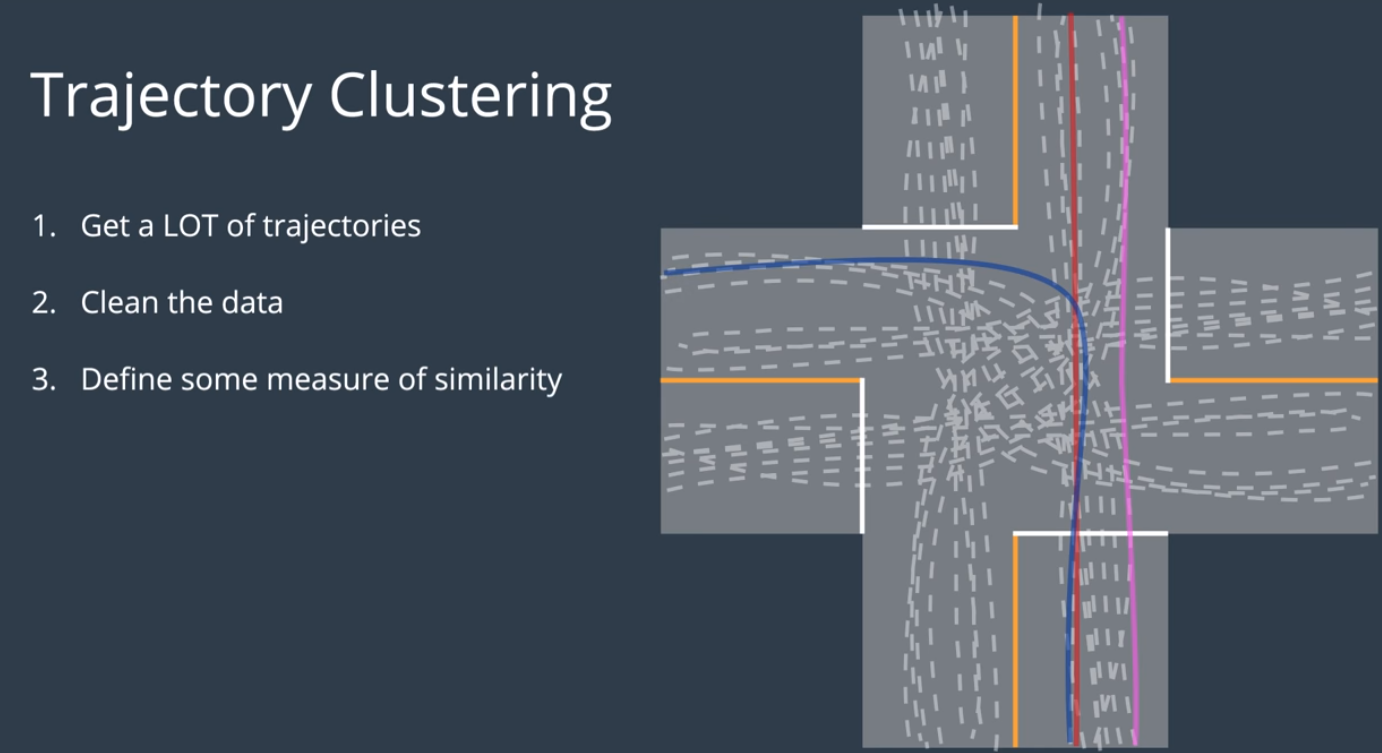 Trajectory Clustering
1. Get a LOT of trajectories
2. Clean the data
3. Define some measure of similarity